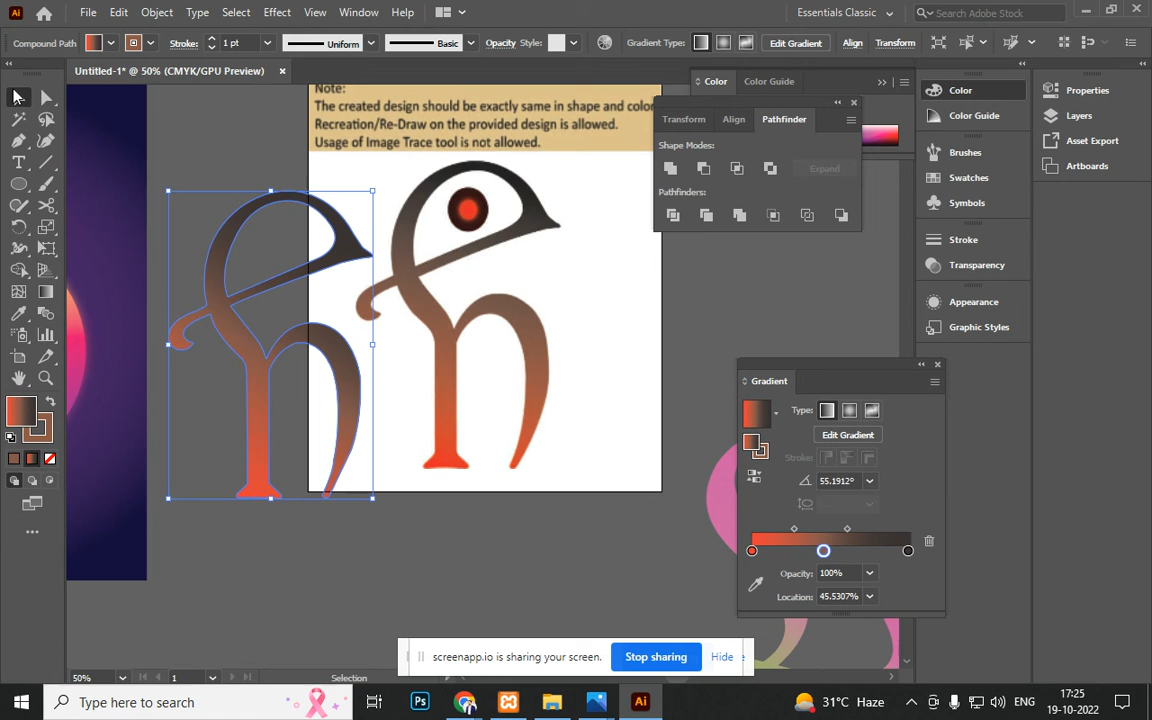 Ai
File
Edit
Object
Type
Select
Effect
View
Window
Help
Essentials Classic
Search Adobe Stock
Compound Path
Stroke:
1 pt
Uniform
Basic
Opacity
Style:
Gradient Type:
Edit Gradient
Align
Transform
Untitled-1* @ 50% (CMYK/GPU Preview)
Color
Color Guide
Note:
The created design should be exactly same in shape and color
Recreation/Re-Draw on the provided design is allowed.
Usage of Image Trace tool is not allowed.
Transform
Align
Pathfinder
Shape Modes:
Expand
Pathfinders:
Color
Color Guide
Brushes
Swatches
Symbols
Stroke
Transparency
Appearance
Graphic Styles
Properties
Layers
Asset Export
Artboards
Gradient
Type:
Edit Gradient
Stroke:
55.1912°
Opacity:
100%
Location:
45.5307%
screenapp.io is sharing your screen.
Stop sharing
Hide
50%
1
Selection
Type here to search
Ps
Ai
31°C Haze
ENG
17:25
19-10-2022